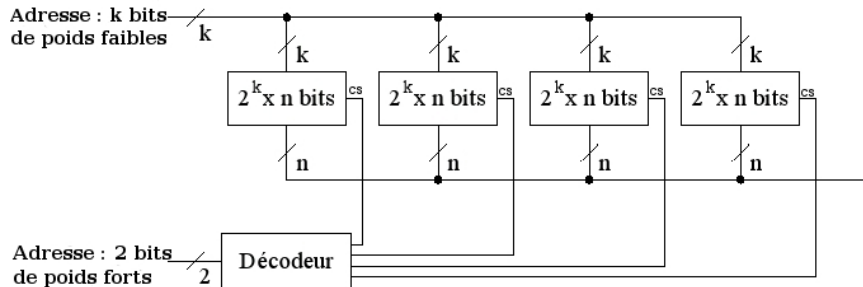 Adresse : k bits
de poids faibles
k
k
k
k
k
2^k x n bits
cs
2^k x n bits
cs
2^k x n bits
cs
2^k x n bits
cs
n
n
n
n
Adresse : 2 bits
de poids forts
2
Décodeur